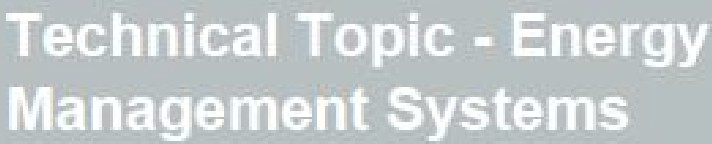 Technical Topic - Energy
Management Systems